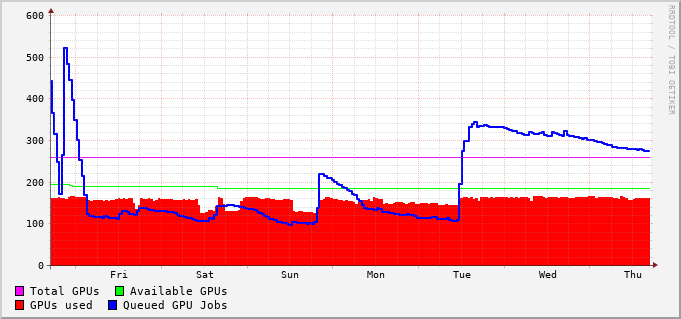 RRDTOOL / TOBI OETIKER
600
500
400
300
200
100
0
Fri Sat Sun Mon Tue Wed Thu
Total GPUs Available GPUs
GPUs used Queued GPU Jobs